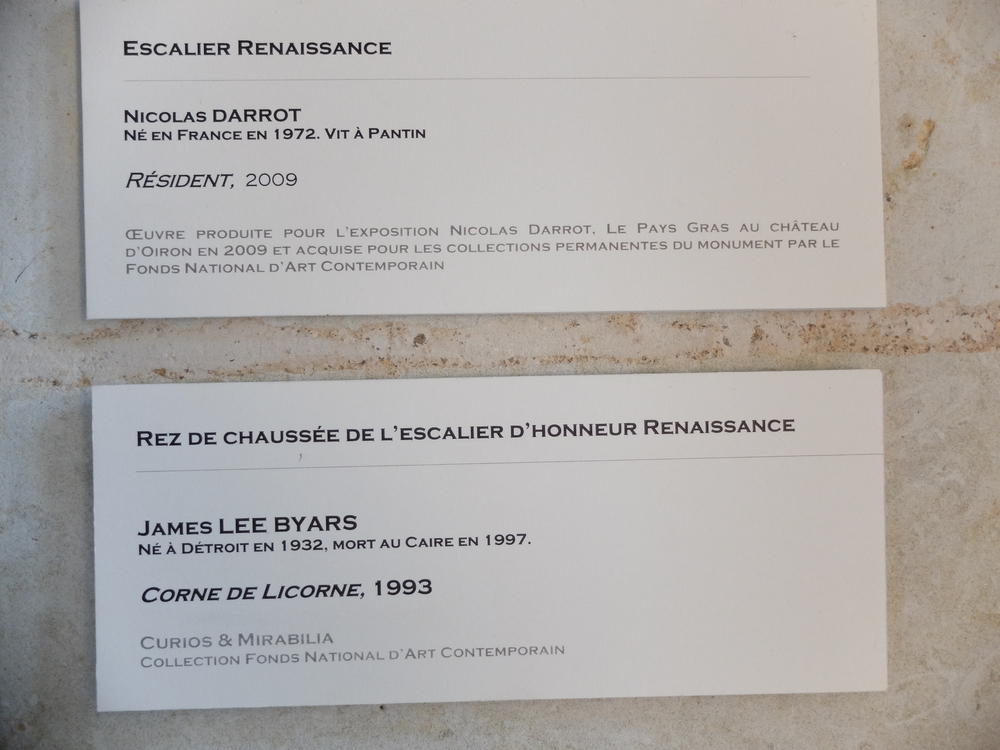 Escalier Renaissance
Nicolas DARROT
Né en France en 1972. Vit à Pantin
Résident, 2009
Œuvre produite pour l'exposition Nicolas Darrot, Le Pays Gras au château
d'Oiron en 2009 et acquise pour les collections permanentes du monument par le
Fonds National d'Art Contemporain
Rez de chaussée de l'escalier d'honneur Renaissance
James LEE BYARS
Né à Détroit en 1932, mort au Caire en 1997.
Corne de Licorne, 1993
Curios & Mirabilia
Collection Fonds National d'Art Contemporain